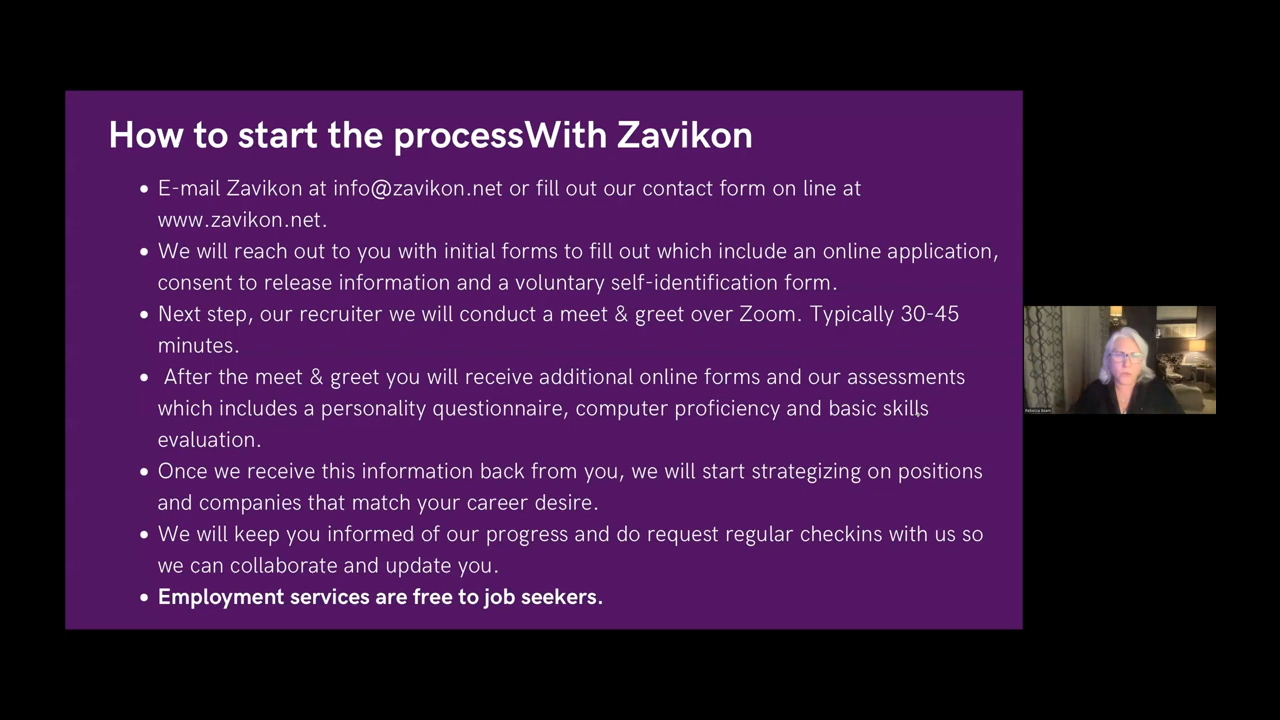 How to start the processWith Zavikon
• E-mail Zavikon at info@zavikon.net or fill out our contact form on line at
www.zavikon.net.
• We will reach out to you with initial forms to fill out which include an online application,
consent to release information and a voluntary self-identification form.
• Next step, our recruiter we will conduct a meet & greet over Zoom. Typically 30-45
minutes.
• After the meet & greet you will receive additional online forms and our assessments
which includes a personality questionnaire, computer proficiency and basic skills
evaluation.
• Once we receive this information back from you, we will start strategizing on positions
and companies that match your career desire.
• We will keep you informed of our progress and do request regular checkins with us so
we can collaborate and update you.
• Employment services are free to job seekers.